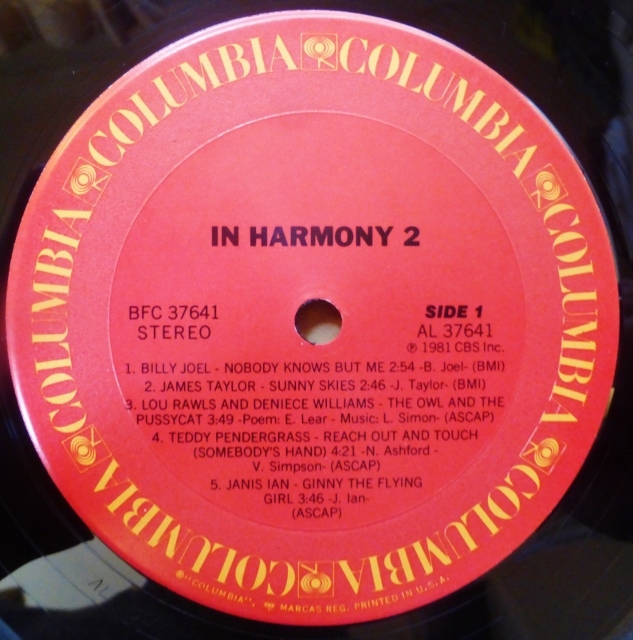 COLUMBIA COLUMBIA COLUMBIA COLUMBIA COLUMBIA COLUMBIA COLUMBIA COLUMBIA
IN HARMONY 2
BFC 37641
STEREO
SIDE 1
AL 37641
℗ 1981 CBS Inc.
1. BILLY JOEL - NOBODY KNOWS BUT ME 2:54 -B. Joel- (BMI)
2. JAMES TAYLOR - SUNNY SKIES 2:46 -J. Taylor- (BMI)
3. LOU RAWLS AND DENIECE WILLIAMS - THE OWL AND THE
PUSSYCAT 3:49 -Poem: E. Lear - Music: L. Simon- (ASCAP)
4. TEDDY PENDERGRASS - REACH OUT AND TOUCH
(SOMEBODY'S HAND) 4:21 -N. Ashford -
V. Simpson- (ASCAP)
5. JANIS IAN - GINNY THE FLYING
GIRL 3:46 -J. Ian-
(ASCAP)
"COLUMBIA", MARCAS REG. PRINTED IN U.S.A.